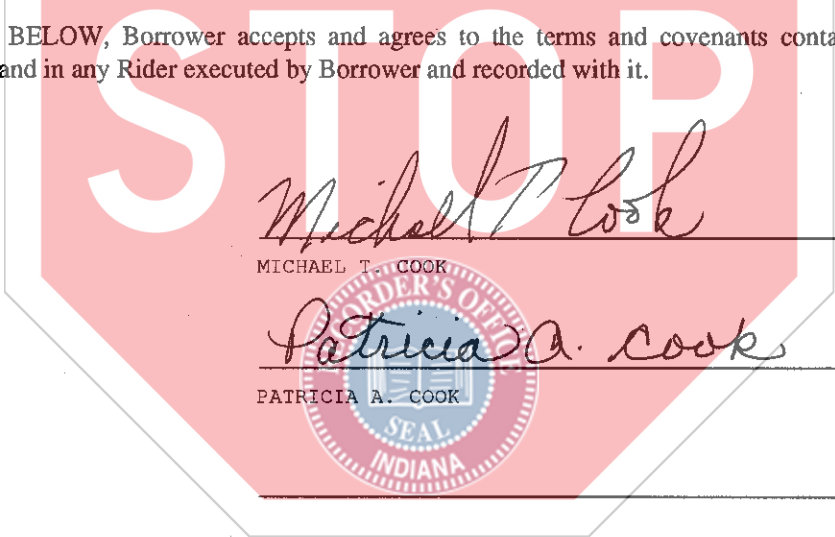 STOP
BELOW, Borrower accepts and agrees to the terms and covenants conta
and in any Rider executed by Borrower and recorded with it.
Michael T Cook
MICHAEL T. COOK
RECORDER'S OFFICE
Patricia A. Cook
PATRICIA A. COOK
SEAL
INDIANA